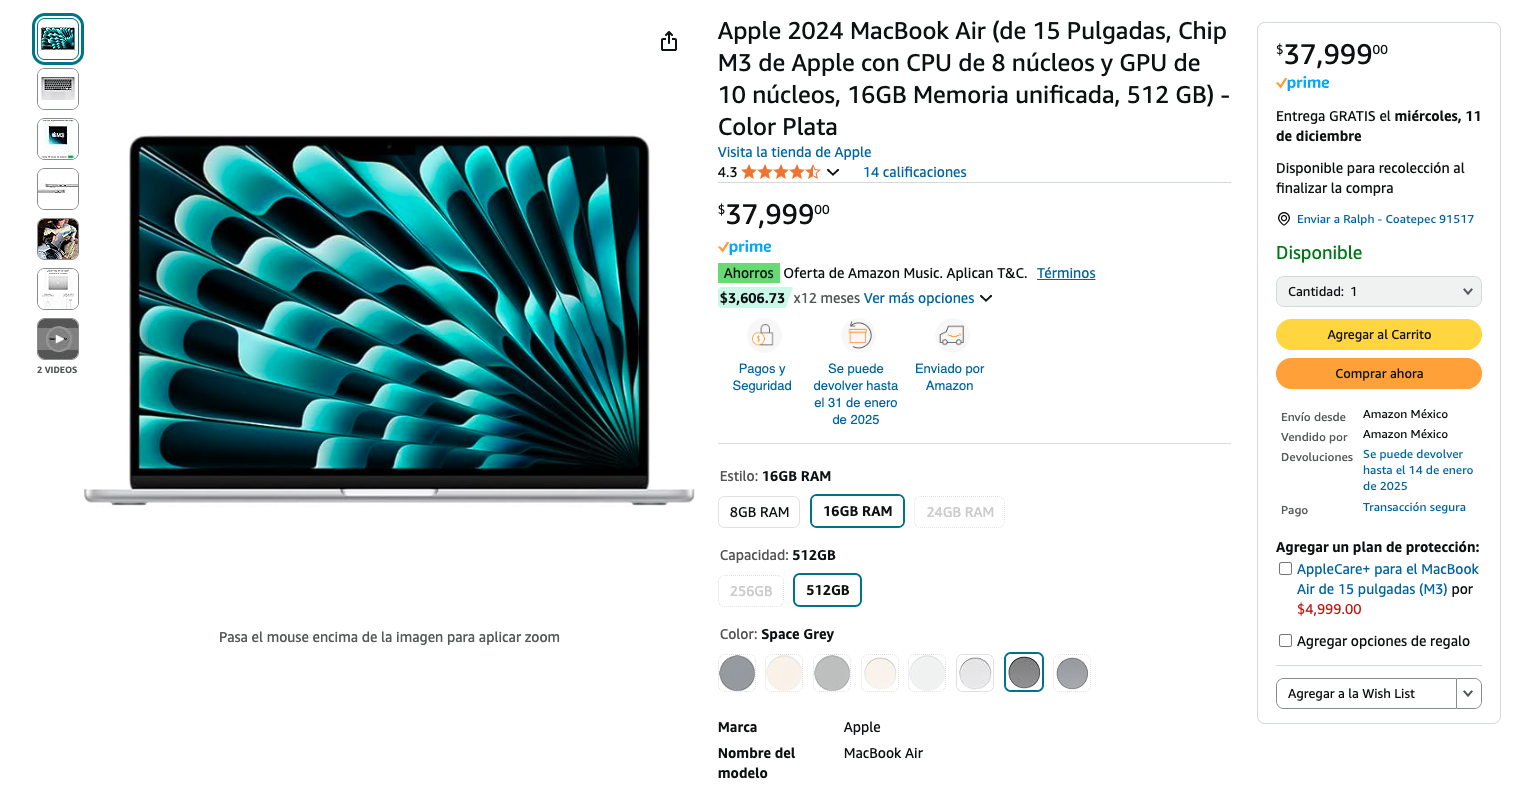 2 VIDEOS
Pasa el mouse encima de la imagen para aplicar zoom
Apple 2024 MacBook Air (de 15 Pulgadas, Chip
M3 de Apple con CPU de 8 núcleos y GPU de
10 núcleos, 16GB Memoria unificada, 512 GB) -
Color Plata
Visita la tienda de Apple
4.3 14 calificaciones
$37,99900
prime
Ahorros Oferta de Amazon Music. Aplican T&C. Términos
$3,606.73 x12 meses Ver más opciones
Pagos y
Seguridad
Se puede
devolver hasta
el 31 de enero
de 2025
Enviado por
Amazon
Estilo: 16GB RAM
8GB RAM 16GB RAM 24GB RAM
Capacidad: 512GB
256GB 512GB
Color: Space Grey
Marca Apple
Nombre del MacBook Air
modelo
$37,99900
prime
Entrega GRATIS el miércoles, 11
de diciembre
Disponible para recolección al
finalizar la compra
Enviar a Ralph - Coatepec 91517
Disponible
Cantidad: 1
Agregar al Carrito
Comprar ahora
Envío desde Amazon México
Vendido por Amazon México
Devoluciones Se puede devolver
hasta el 14 de enero
de 2025
Pago Transacción segura
Agregar un plan de protección:
AppleCare+ para el MacBook
Air de 15 pulgadas (M3) por
$4,999.00
Agregar opciones de regalo
Agregar a la Wish List